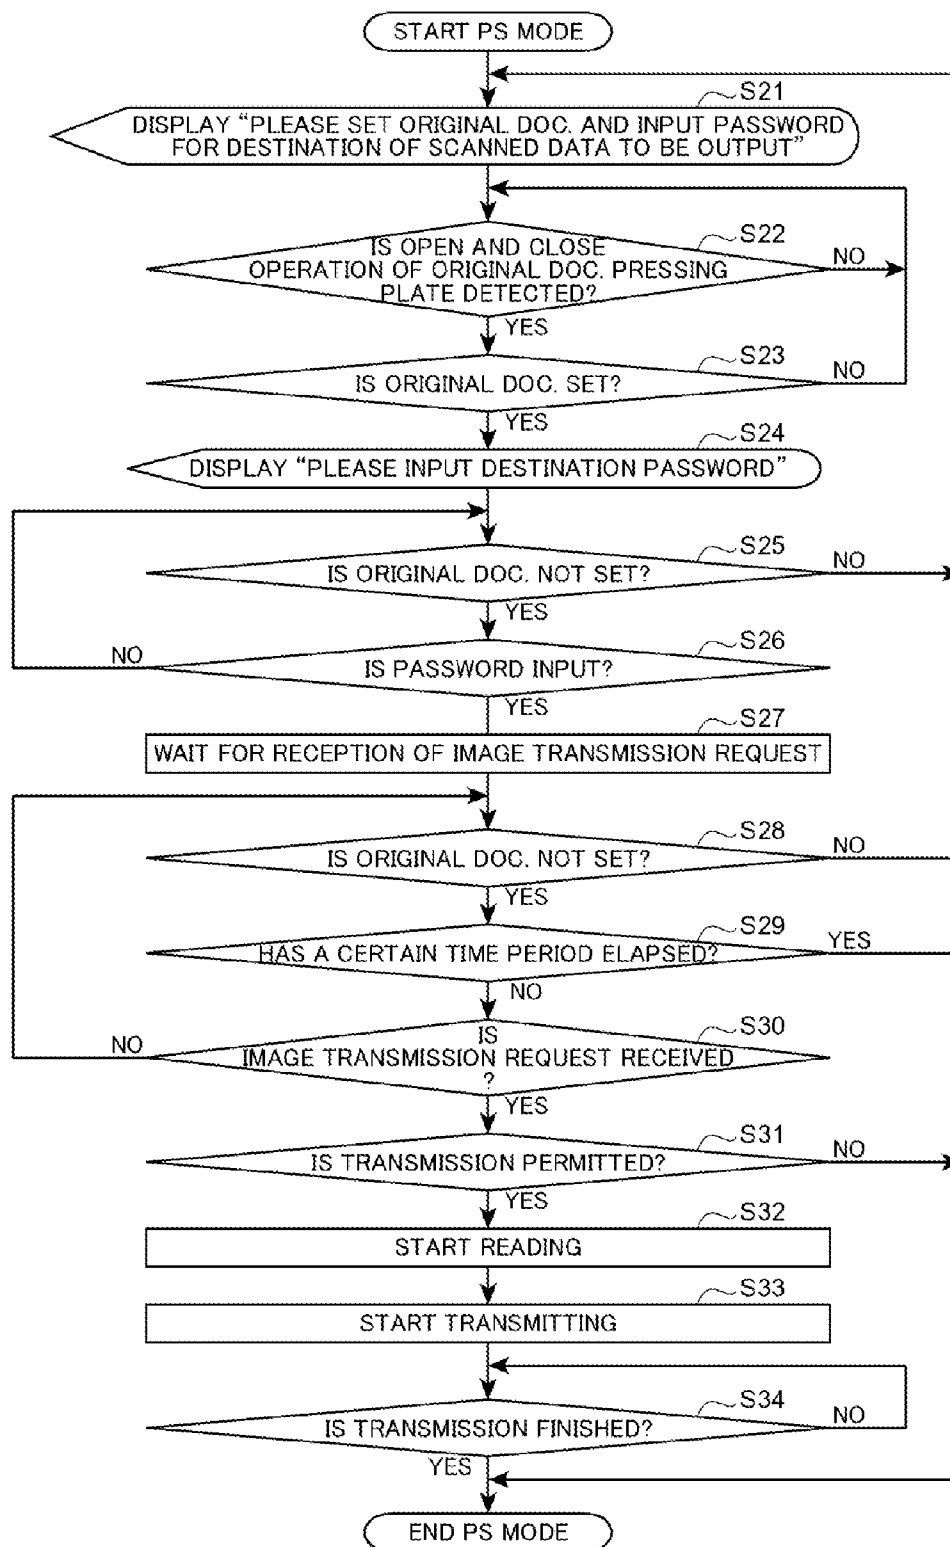 START PS MODE
S21
DISPLAY “PLEASE SET ORIGINAL DOC. AND INPUT PASSWORD
FOR DESTINATION OF SCANNED DATA TO BE OUTPUT”
S22
IS OPEN AND CLOSE
OPERATION OF ORIGINAL DOC. PRESSING
PLATE DETECTED?
NO
YES
S23
IS ORIGINAL DOC. SET?
NO
YES
S24
DISPLAY “PLEASE INPUT DESTINATION PASSWORD”
S25
IS ORIGINAL DOC. NOT SET?
NO
YES
S26
NO
IS PASSWORD INPUT?
YES
S27
WAIT FOR RECEPTION OF IMAGE TRANSMISSION REQUEST
S28
IS ORIGINAL DOC. NOT SET?
NO
YES
S29
HAS A CERTAIN TIME PERIOD ELAPSED?
YES
NO
S30
NO
IS
IMAGE TRANSMISSION REQUEST RECEIVED
?
YES
S31
IS TRANSMISSION PERMITTED?
NO
YES
S32
START READING
S33
START TRANSMITTING
S34
IS TRANSMISSION FINISHED?
NO
YES
END PS MODE